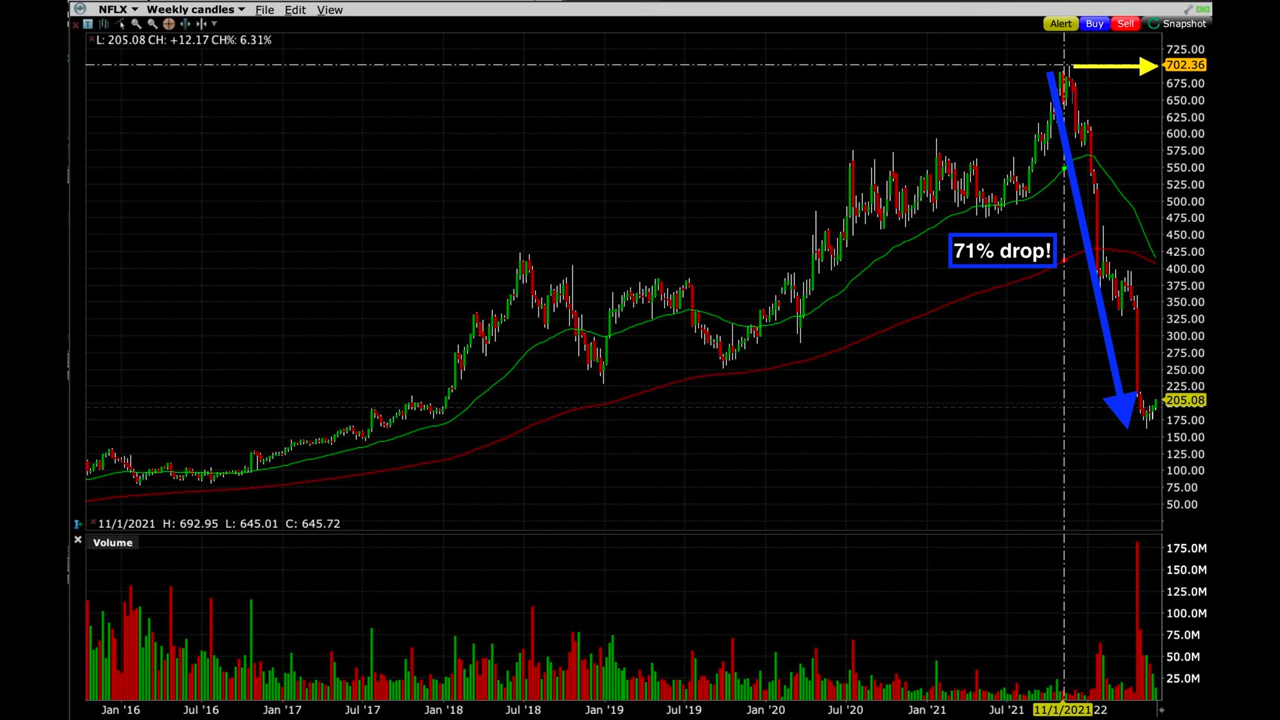 NFLX Weekly candles File Edit View
Alert Buy Sell Snapshot
L: 205.08 CH: +12.17 CH%: 6.31%
725.00
702.36
675.00
650.00
625.00
600.00
575.00
550.00
525.00
500.00
475.00
450.00
71% drop!
425.00
400.00
375.00
350.00
325.00
300.00
275.00
250.00
225.00
205.08
175.00
150.00
125.00
100.00
75.00
50.00
11/1/2021 H: 692.95 L: 645.01 C: 645.72
Volume
175.0M
150.0M
125.0M
100.0M
75.0M
50.0M
25.0M
Jan '16 Jul '16 Jan '17 Jul '17 Jan '18 Jul '18 Jan '19 Jul '19 Jan '20 Jul '20 Jan '21 Jul '21 11/1/2021 22